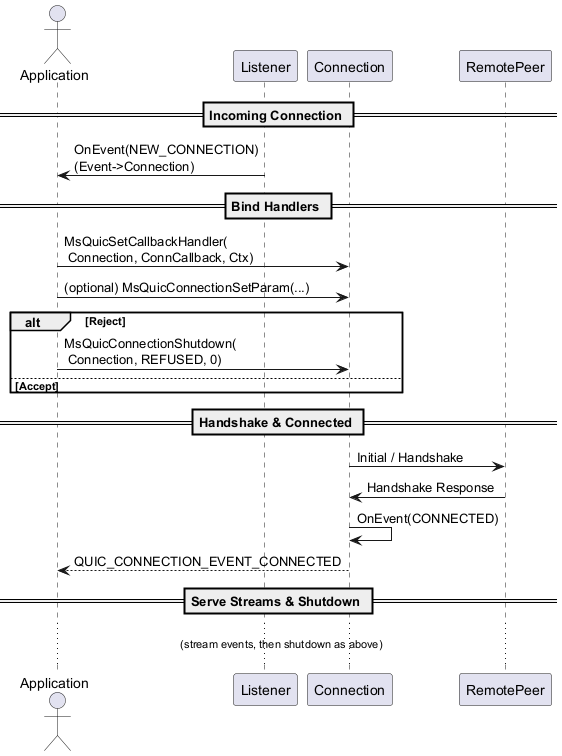 Application
Listener
Connection
RemotePeer
Incoming Connection
OnEvent(NEW_CONNECTION)
(Event->Connection)
Bind Handlers
MsQuicSetCallbackHandler(
Connection, ConnCallback, Ctx)
(optional) MsQuicConnectionSetParam(...)
alt
[Reject]
MsQuicConnectionShutdown(
Connection, REFUSED, 0)
[Accept]
Handshake & Connected
Initial / Handshake
Handshake Response
OnEvent(CONNECTED)
QUIC_CONNECTION_EVENT_CONNECTED
Serve Streams & Shutdown
(stream events, then shutdown as above)
Application
Listener
Connection
RemotePeer